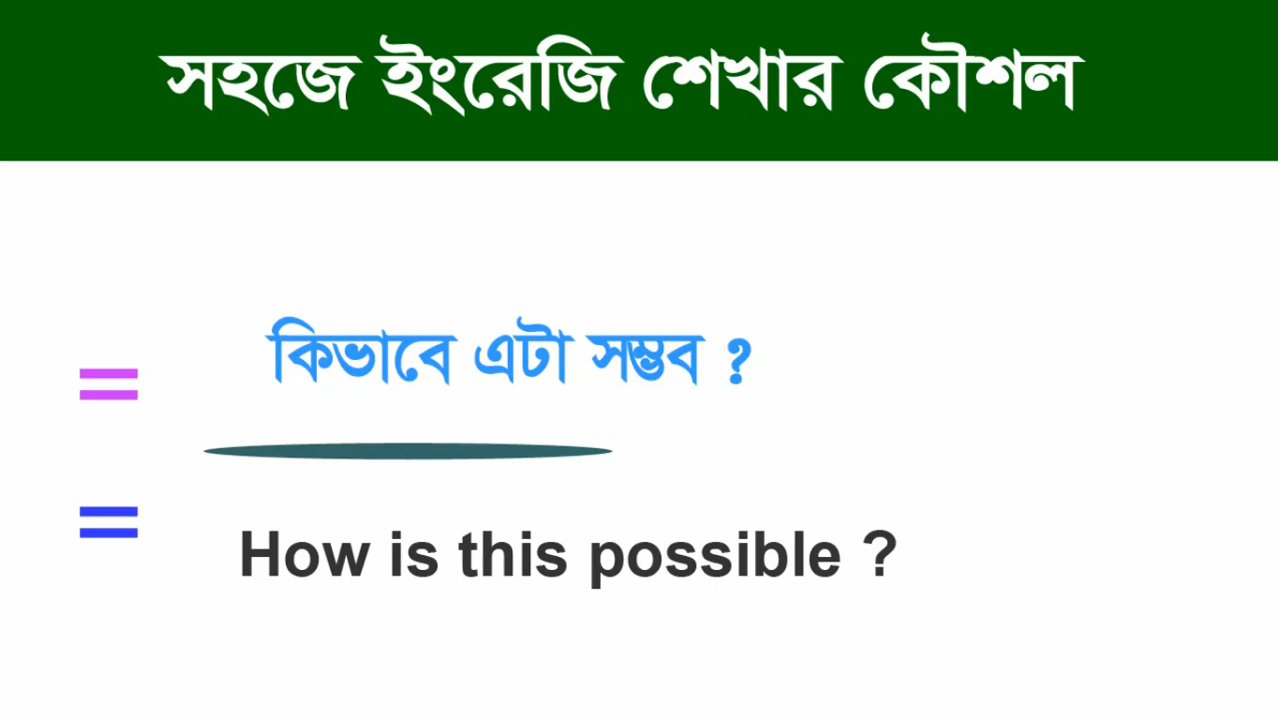 সহজে ইংরেজি শেখার কৌশল
= কিভাবে এটা সম্ভব ?
= How is this possible ?